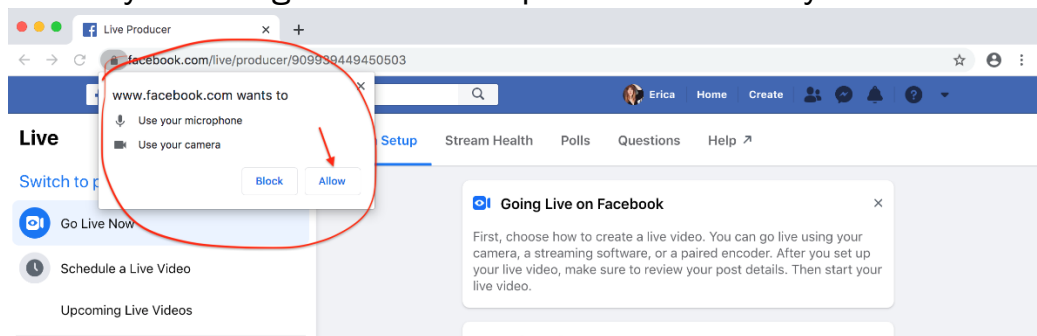 Live Producer
facebook.com/live/producer/909939449450503
www.facebook.com wants to
Use your microphone
Use your camera
Block Allow
Erica Home Create
Live
Setup Stream Health Polls Questions Help
Switch to
Go Live Now
Schedule a Live Video
Upcoming Live Videos
Going Live on Facebook
First, choose how to create a live video. You can go live using your
camera, a streaming software, or a paired encoder. After you set up
your live video, make sure to review your post details. Then start your
live video.